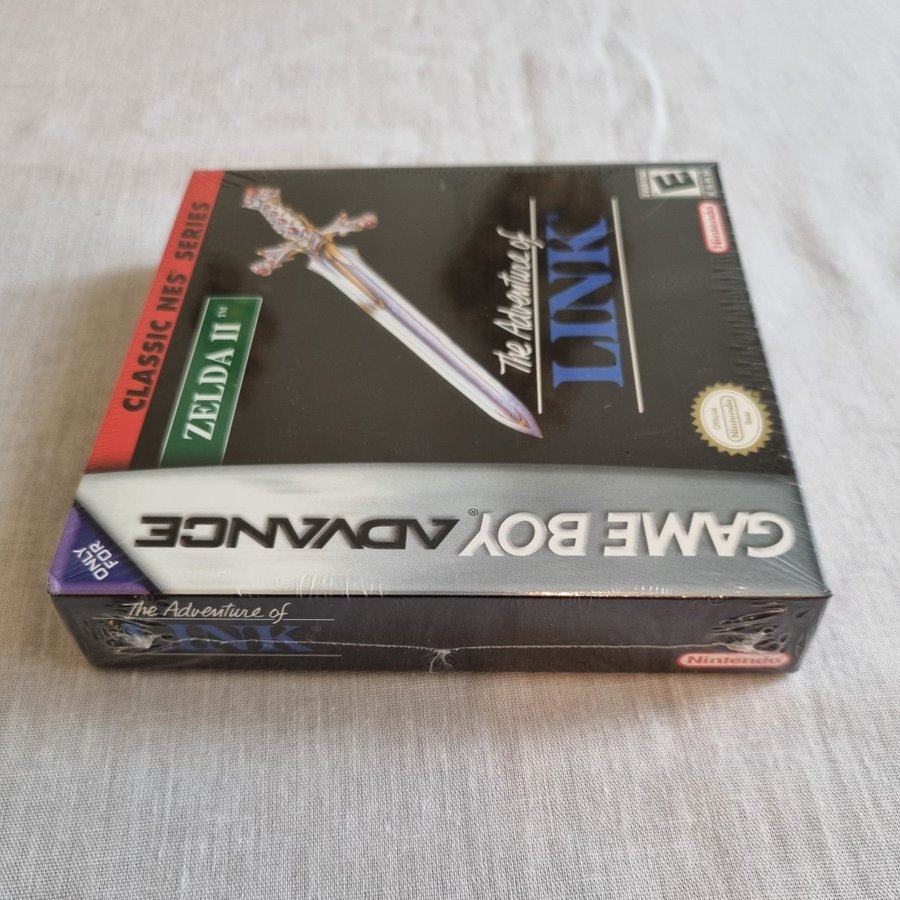 CLASSIC NES® SERIES
ZELDA II™
The Adventure of
LINK®
E
Nintendo
Official
Nintendo
Seal
GAME BOY ADVANCE®
ONLY
FOR
The Adventure of
LINK
Nintendo